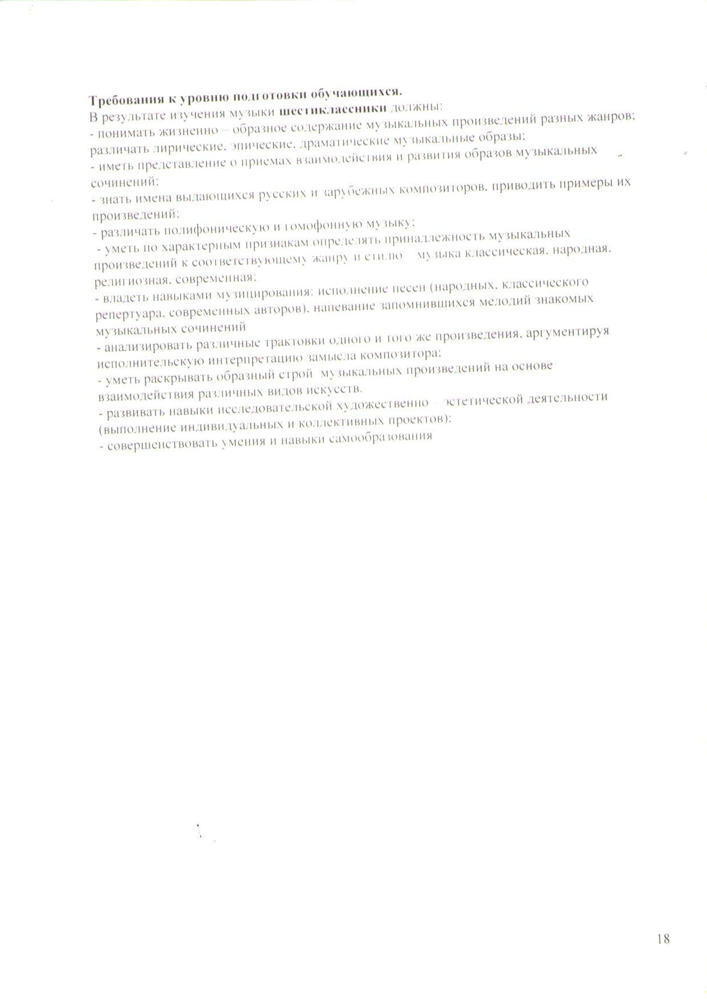 Требования к уровню подготовки обучающихся.
В результате изучения музыки шестиклассники должны:
- понимать жизненно – образное содержание музыкальных произведений разных жанров;
различать лирические, эпические, драматические музыкальные образы;
- иметь представление о приемах взаимодействия и развития образов музыкальных
сочинений;
- знать имена выдающихся русских и зарубежных композиторов, приводить примеры их
произведений;
- различать полифоническую и гомофонную музыку;
- уметь по характерным признакам определять принадлежность музыкальных
произведений к соответствующему жанру и стилю музыка классическая, народная,
религиозная, современная;
- владеть навыками музицирования: исполнение песен (народных, классического
репертуара, современных авторов), напевание запомнившихся мелодий знакомых
музыкальных сочинений
- анализировать различные трактовки одного и того же произведения, аргументируя
исполнительскую интерпретацию замысла композитора;
- уметь раскрывать образный строй музыкальных произведений на основе
взаимодействия различных видов искусств.
- развивать навыки исследовательской художественно – эстетической деятельности
(выполнение индивидуальных и коллективных проектов);
- совершенствовать умения и навыки самообразования
18